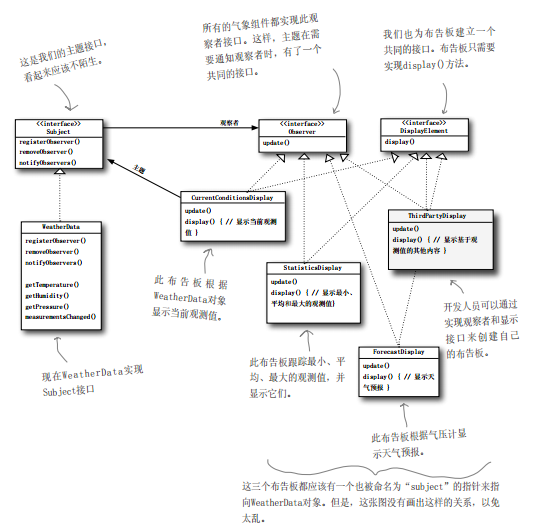 这是我们的主题接口，
看起来应该不陌生。
所有的气象组件都实现此观
察者接口。这样，主题在需
要通知观察者时，有了一个
共同的接口。
我们也为布告板建立一个
共同的接口。布告板只需要
实现display()方法。
<<interface>>
Subject
registerObserver()
removeObserver()
notifyObservers()
观察者
<<interface>>
Observer
update()
<<interface>>
DisplayElement
display()
主题
WeatherData
registerObserver()
removeObserver()
notifyObservers()
getTemperature()
getHumidity()
getPressure()
measurementsChanged()
现在WeatherData实现
Subject接口
CurrentConditionsDisplay
update()
display() { // 显示当前观测
值 }
此布告板根据
WeatherData对象
显示当前观测值。
StatisticsDisplay
update()
display() { // 显示最小、
平均和最大的观测值}
此布告板跟踪最小、平
均、最大的观测值，并
显示它们。
ThirdPartyDisplay
update()
display() { // 显示基于观
测值的其他内容 }
开发人员可以通过
实现观察者和显示
接口来创建自己
的布告板。
ForecastDisplay
update()
display() { // 显示天
气预报 }
此布告板根据气压计显
示天气预报。
这三个布告板都应该有一个也被命名为“subject”的指针来指
向WeatherData对象。但是，这张图没有画出这样的关系，以免
太乱。